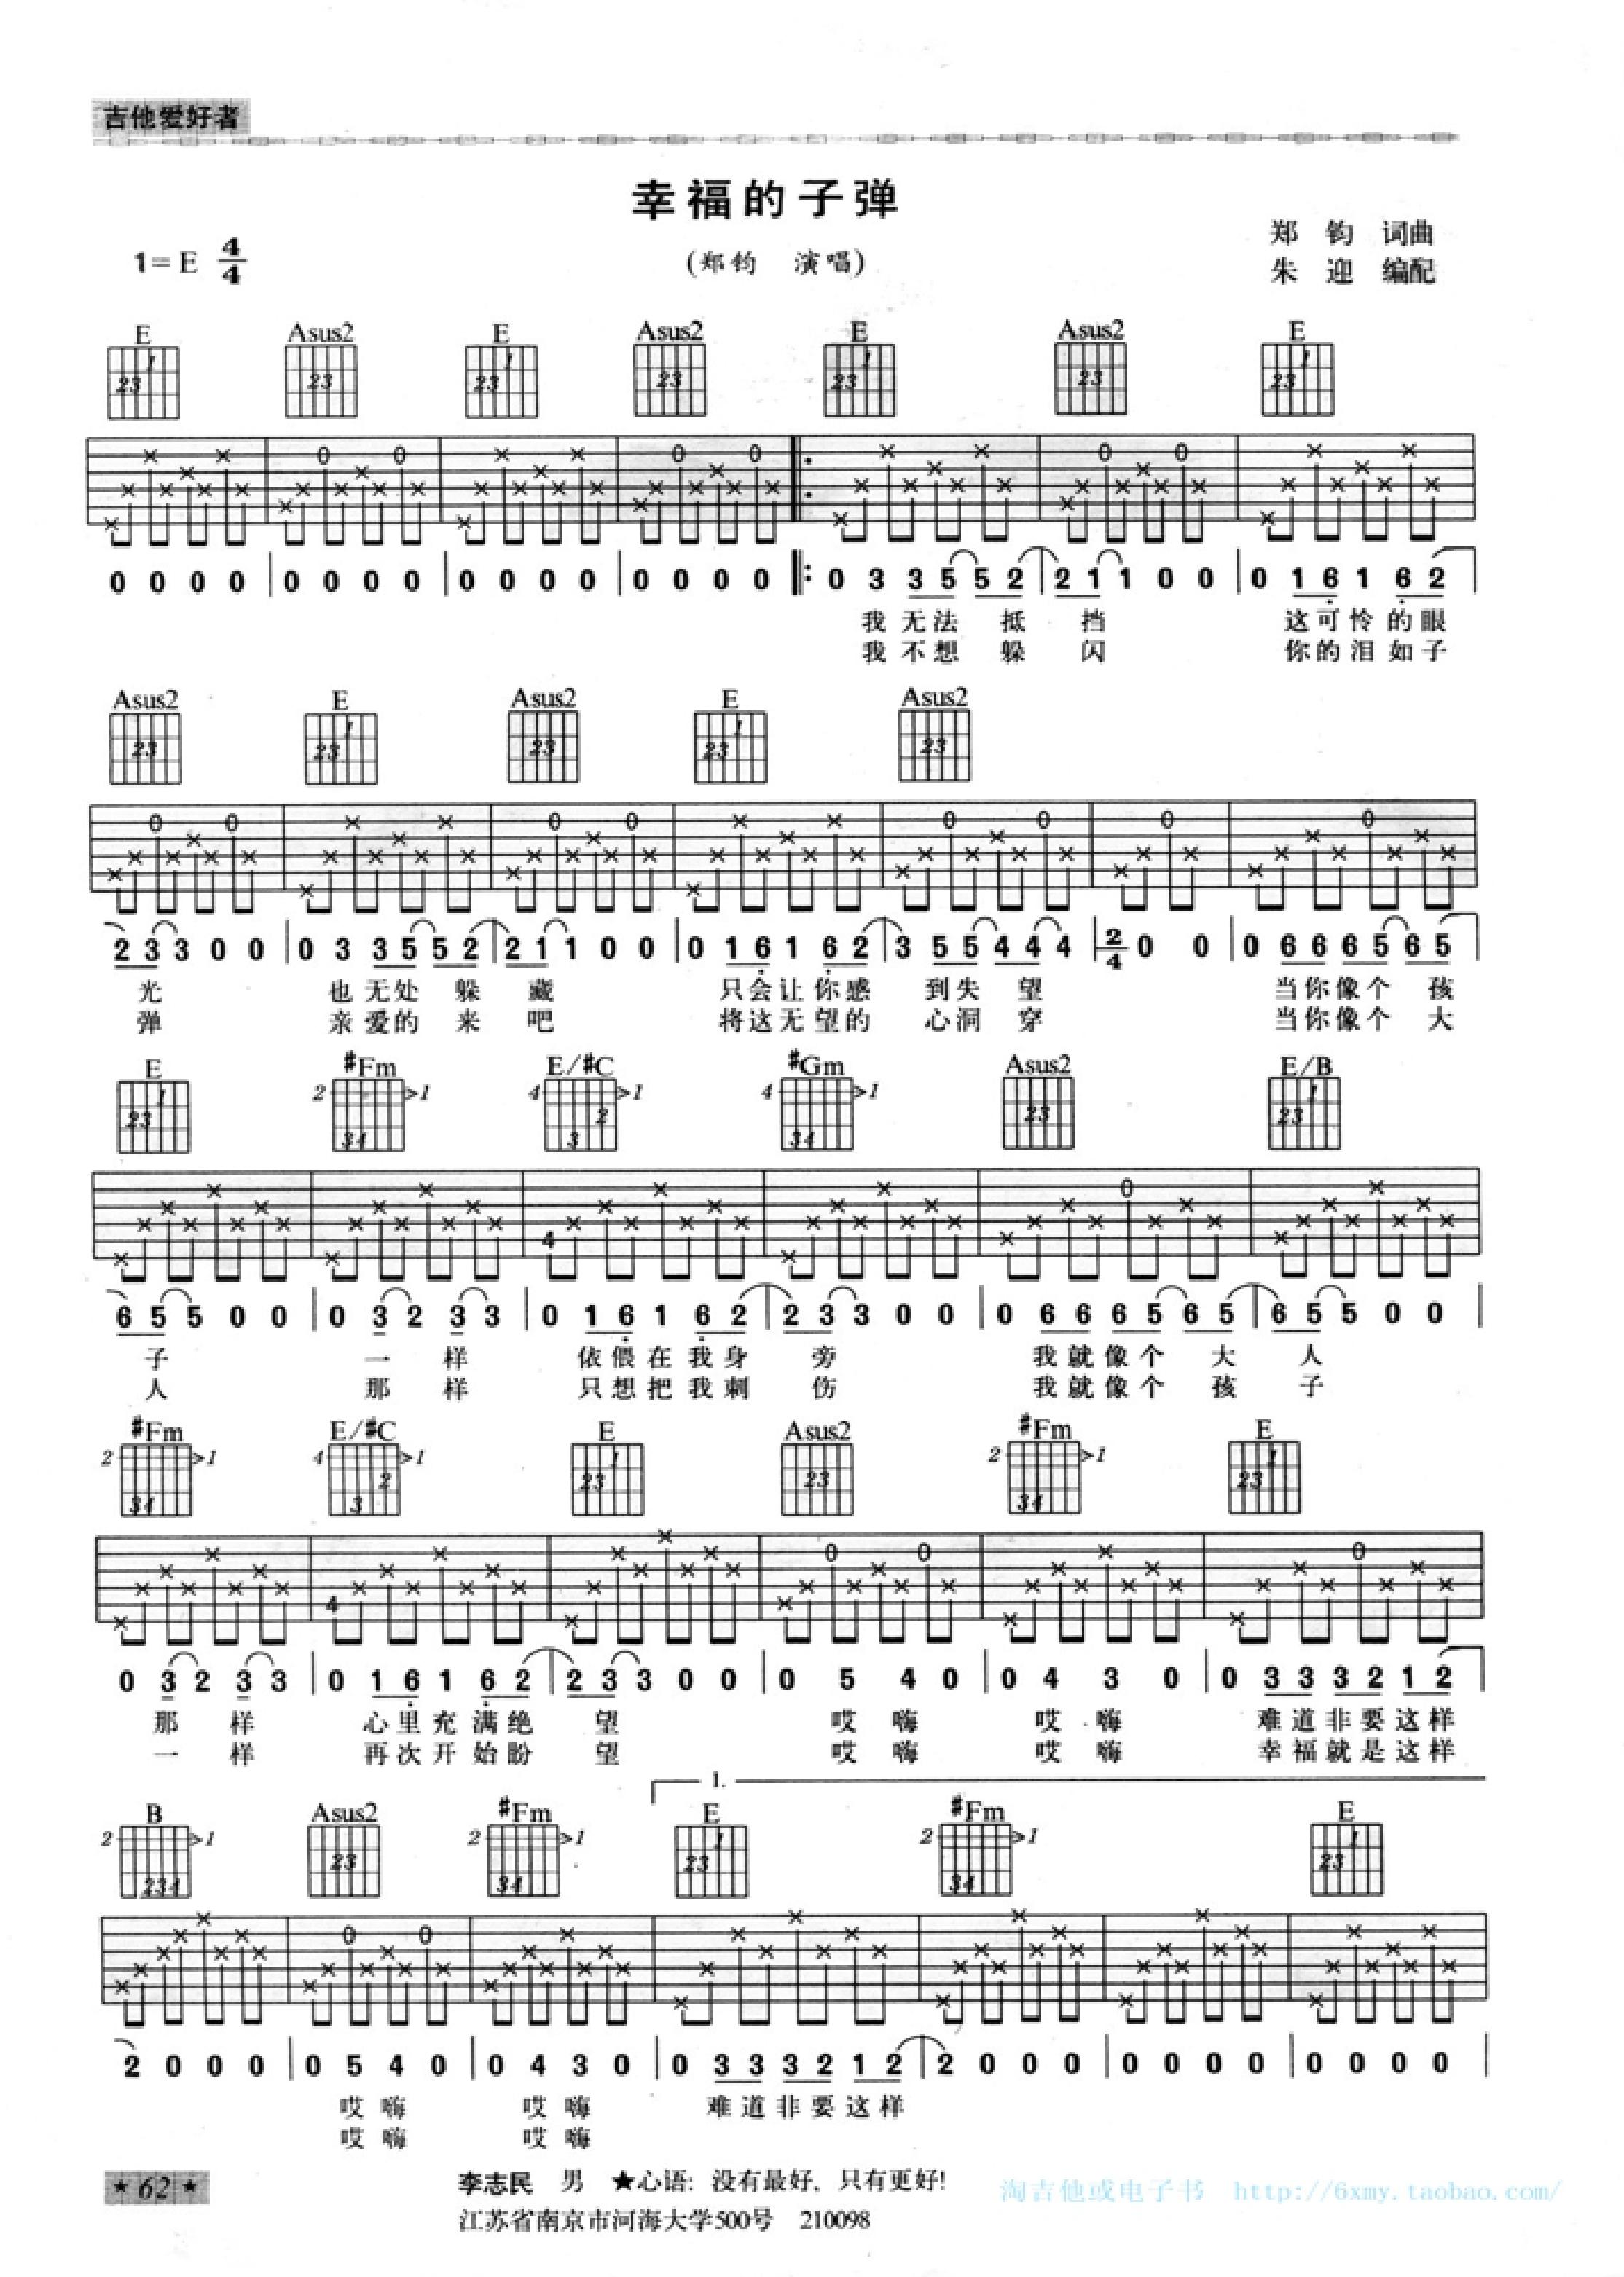 吉他爱好者
幸福的子弹
1=E 4/4
(郑钧 演唱)
郑 钧 词曲
朱 迎 编配
E Asus2 E Asus2 E Asus2 E
0 0 0 0 | 0 0 0 0 | 0 0 0 0 | 0 0 0 0 |: 0 3 3 5 5 2 | 2 1 1 0 0 | 0 1 6 1 6 2
我 无 法 抵 挡 这 可 怜 的 眼
我 不 想 躲 闪 你 的 泪 如 子
Asus2 E Asus2 E Asus2
2 3 3 0 0 | 0 3 3 5 5 2 | 2 1 1 0 0 | 0 1 6 1 6 2 | 3 5 5 4 4 4 | 2/4 0 0 | 0 6 6 6 5 6 5
光 也 无 处 躲 藏 只 会 让 你 感 到 失 望 当 你 像 个 孩
弹 亲 爱 的 来 吧 将 这 无 望 的 心 洞 穿 当 你 像 个 大
E #Fm E/#C #Gm Asus2 E/B
6 5 5 0 0 | 0 3 2 3 3 | 0 1 6 1 6 2 | 2 3 3 0 0 | 0 6 6 6 5 6 5 | 6 5 5 0 0 |
子 一 样 依 偎 在 我 身 旁 我 就 像 个 大 人
人 那 样 只 想 把 我 刺 伤 我 就 像 个 孩 子
#Fm E/#C E Asus2 #Fm E
0 3 2 3 3 | 0 1 6 1 6 2 | 2 3 3 0 0 | 0 5 4 0 | 0 4 3 0 | 0 3 3 3 2 1 2
那 样 心 里 充 满 绝 望 哎 嗨 哎 嗨 难 道 非 要 这 样
一 样 再 次 开 始 盼 望 哎 嗨 哎 嗨 幸 福 就 是 这 样
1.
B Asus2 #Fm E #Fm E
2 0 0 0 | 0 5 4 0 | 0 4 3 0 | 0 3 3 3 2 1 2 | 2 0 0 0 | 0 0 0 0 | 0 0 0 0 |
哎 嗨 哎 嗨 难 道 非 要 这 样
哎 嗨 哎 嗨
★ 62 ★
李志民 男 ★心语: 没有最好, 只有更好!
江苏省南京市河海大学500号 210098
淘吉他或电子书 http://6xmy.taobao.com/